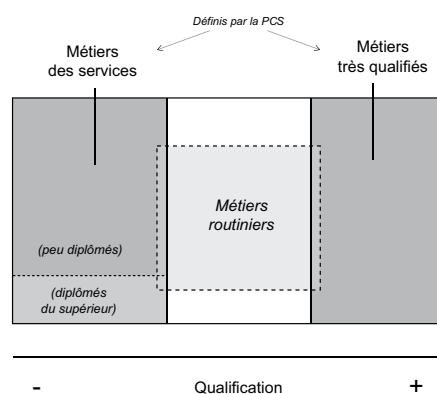 Définis par la PCS
Métiers
des services
Métiers
très qualifiés
Métiers
routiniers
(peu diplômés)
(diplômés
du supérieur)
-
Qualification
+